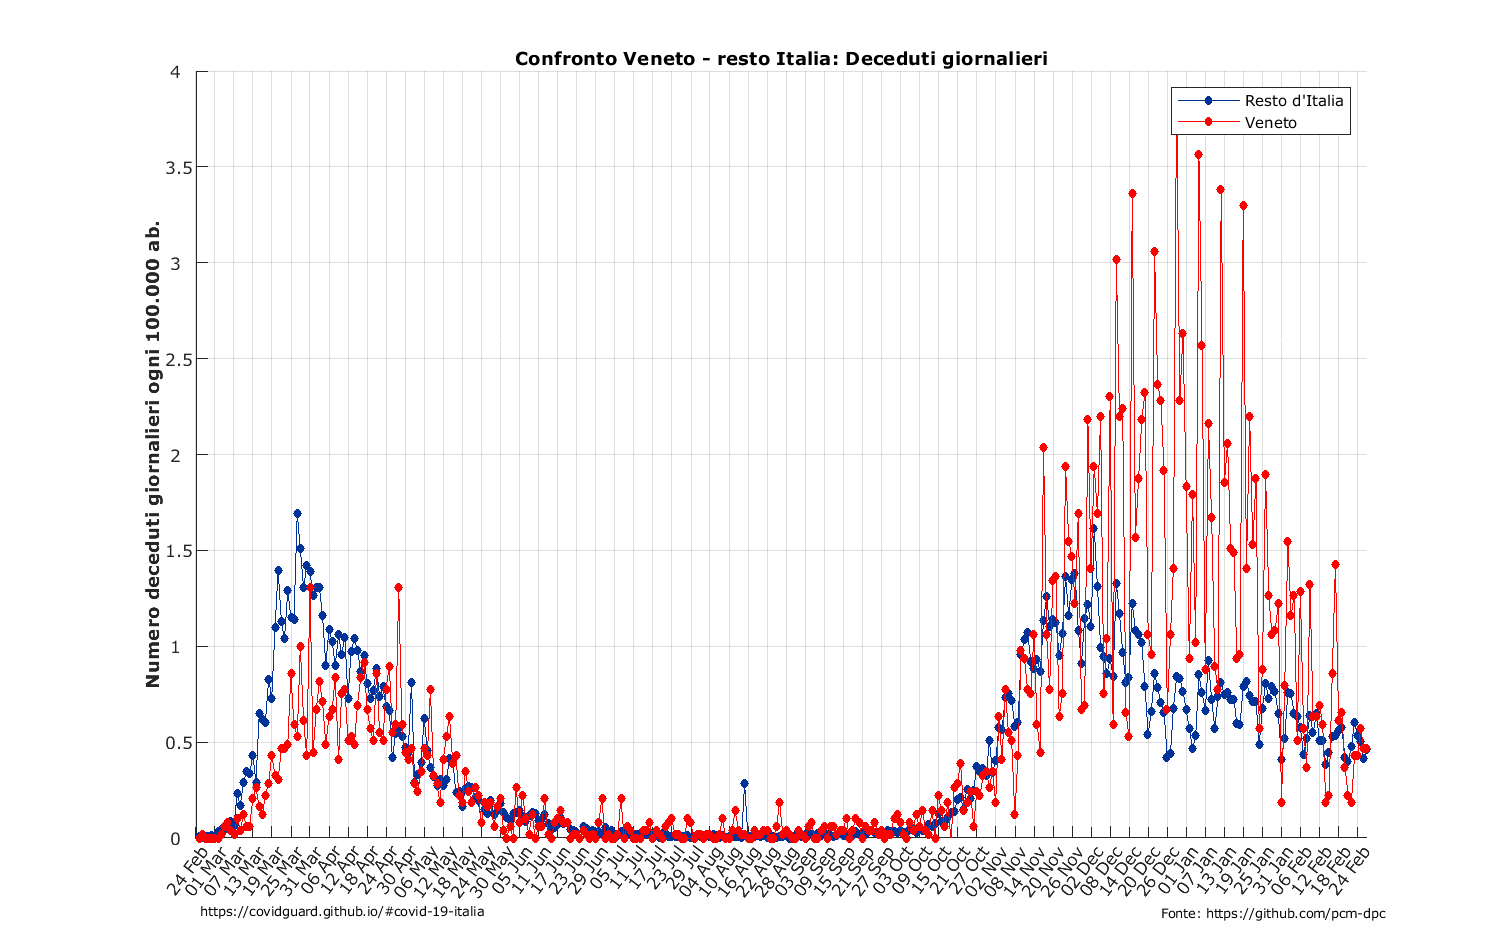 Confronto Veneto - resto Italia: Deceduti giornalieri
Numero deceduti giornalieri ogni 100.000 ab.
4
3.5
3
2.5
2
1.5
1
0.5
0
Resto d'Italia
Veneto
24 Feb
01 Mar
07 Mar
13 Mar
19 Mar
25 Mar
31 Mar
06 Apr
12 Apr
18 Apr
24 Apr
30 Apr
06 May
12 May
18 May
24 May
30 May
05 Jun
11 Jun
17 Jun
23 Jun
29 Jun
05 Jul
11 Jul
17 Jul
23 Jul
29 Jul
04 Aug
10 Aug
16 Aug
22 Aug
28 Aug
03 Sep
09 Sep
15 Sep
21 Sep
27 Sep
03 Oct
09 Oct
15 Oct
21 Oct
27 Oct
02 Nov
08 Nov
14 Nov
20 Nov
26 Nov
02 Dec
08 Dec
14 Dec
20 Dec
26 Dec
01 Jan
07 Jan
13 Jan
19 Jan
25 Jan
31 Jan
06 Feb
12 Feb
18 Feb
24 Feb
https://covidguard.github.io/#covid-19-italia
Fonte: https://github.com/pcm-dpc